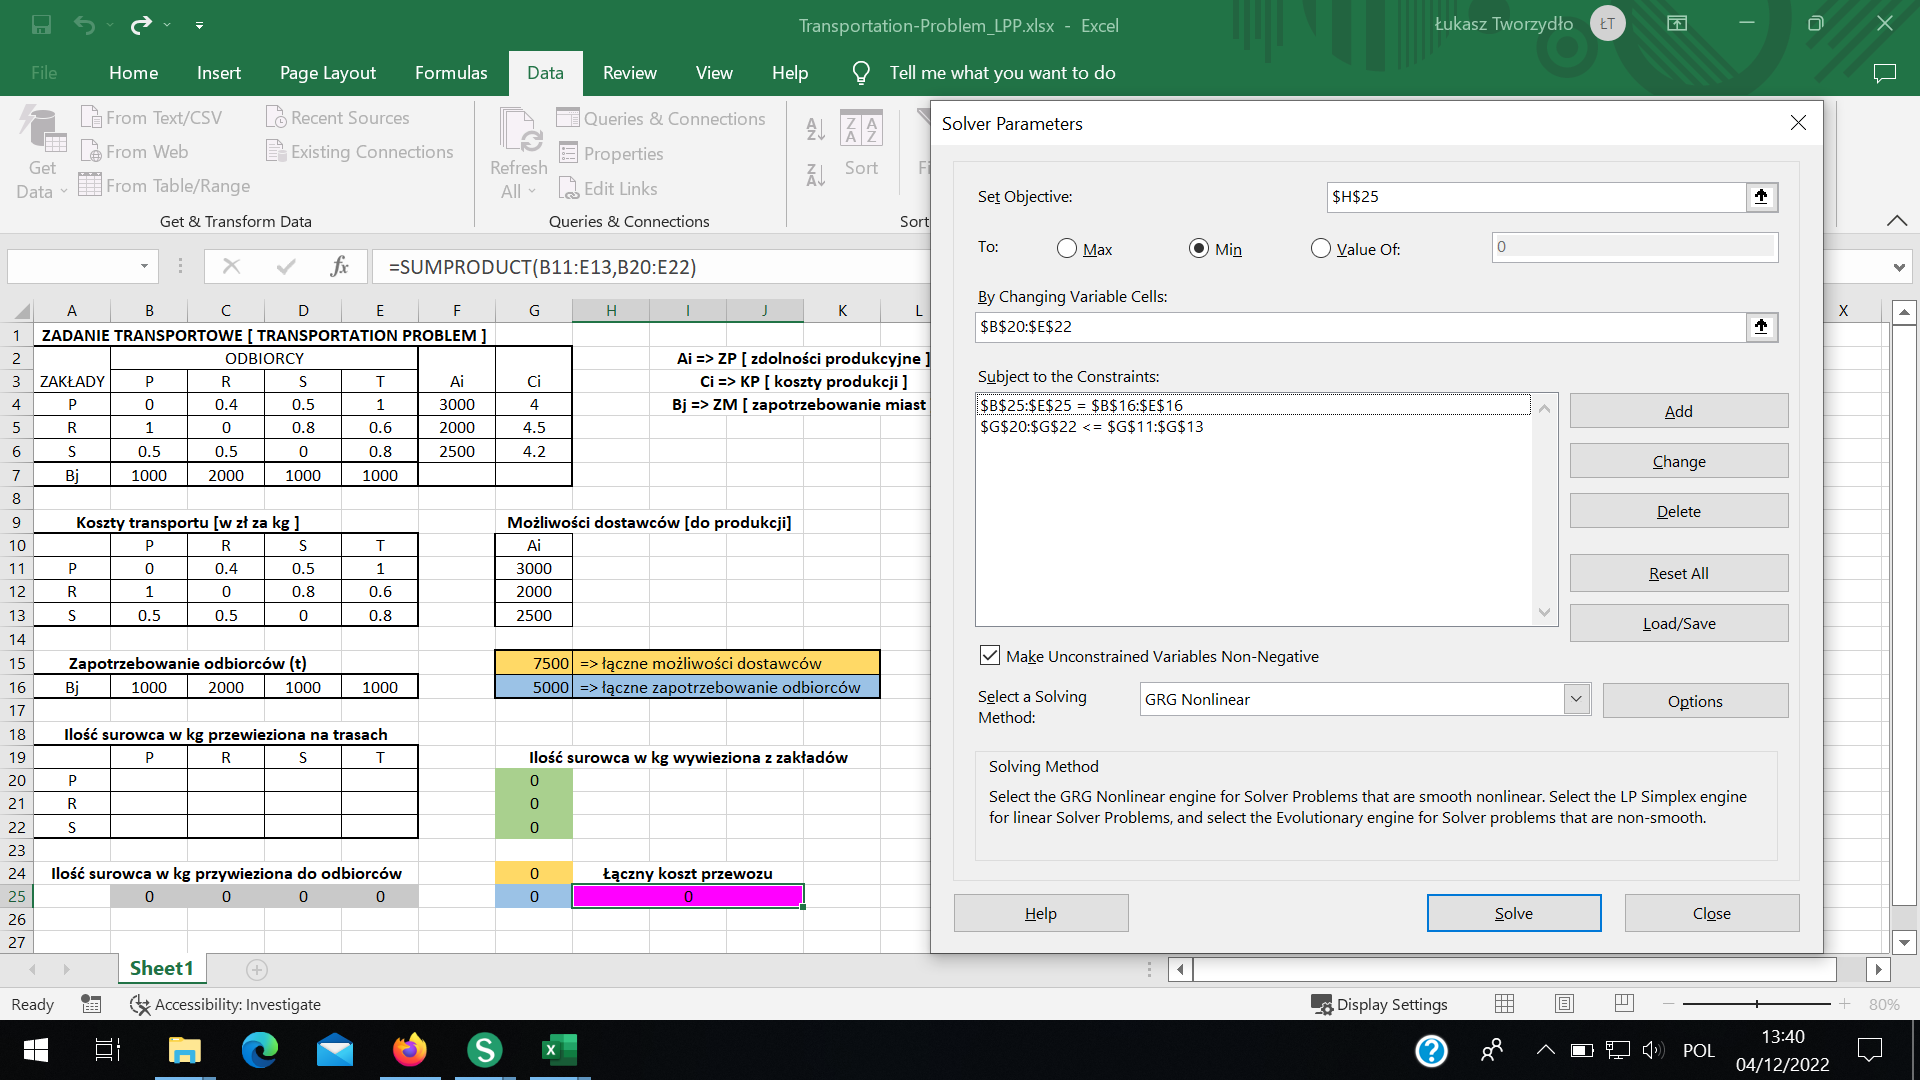 Transportation-Problem_LPP.xlsx - Excel
Łukasz Tworzydło ŁT
File Home Insert Page Layout Formulas Data Review View Help Tell me what you want to do
Get Data
From Text/CSV
From Web
From Table/Range
Recent Sources
Existing Connections
Get & Transform Data
Refresh All
Queries & Connections
Properties
Edit Links
Queries & Connections
Sort
Sort
Fi
=SUMPRODUCT(B11:E13,B20:E22)
A B C D E F G H I J K L X
1 ZADANIE TRANSPORTOWE [ TRANSPORTATION PROBLEM ]
2 ODBIORCY Ai => ZP [ zdolności produkcyjne ]
3 ZAKŁADY P R S T Ai Ci Ci => KP [ koszty produkcji ]
4 P 0 0.4 0.5 1 3000 4 Bj => ZM [ zapotrzebowanie miast
5 R 1 0 0.8 0.6 2000 4.5
6 S 0.5 0.5 0 0.8 2500 4.2
7 Bj 1000 2000 1000 1000
8
9 Koszty transportu [w zł za kg ] Możliwości dostawców [do produkcji]
10 P R S T Ai
11 P 0 0.4 0.5 1 3000
12 R 1 0 0.8 0.6 2000
13 S 0.5 0.5 0 0.8 2500
14
15 Zapotrzebowanie odbiorców (t) 7500 => łączne możliwości dostawców
16 Bj 1000 2000 1000 1000 5000 => łączne zapotrzebowanie odbiorców
17
18 Ilość surowca w kg przewieziona na trasach
19 P R S T Ilość surowca w kg wywieziona z zakładów
20 P 0
21 R 0
22 S 0
23
24 Ilość surowca w kg przywieziona do odbiorców 0 Łączny koszt przewozu
25 0 0 0 0 0 0
26
27
Solver Parameters
Set Objective: $H$25
To: Max Min Value Of: 0
By Changing Variable Cells:
$B$20:$E$22
Subject to the Constraints:
$B$25:$E$25 = $B$16:$E$16
$G$20:$G$22 <= $G$11:$G$13
Add
Change
Delete
Reset All
Load/Save
Make Unconstrained Variables Non-Negative
Select a Solving Method: GRG Nonlinear Options
Solving Method
Select the GRG Nonlinear engine for Solver Problems that are smooth nonlinear. Select the LP Simplex engine
for linear Solver Problems, and select the Evolutionary engine for Solver problems that are non-smooth.
Help Solve Close
Sheet1
Ready Accessibility: Investigate Display Settings 80%
POL 13:40
04/12/2022